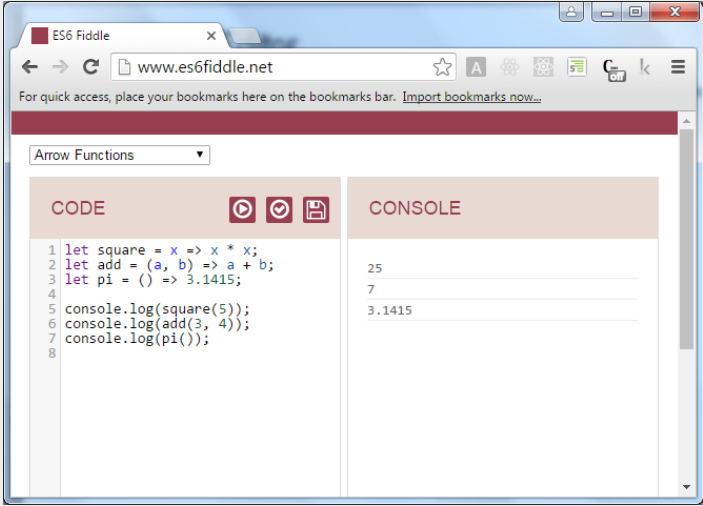 ES6 Fiddle
www.es6fiddle.net
A
C
off
k
For quick access, place your bookmarks here on the bookmarks bar. Import bookmarks now...
Arrow Functions
CODE
1 let square = x => x * x;
2 let add = (a, b) => a + b;
3 let pi = () => 3.1415;
4
5 console.log(square(5));
6 console.log(add(3, 4));
7 console.log(pi());
8
CONSOLE
25
7
3.1415